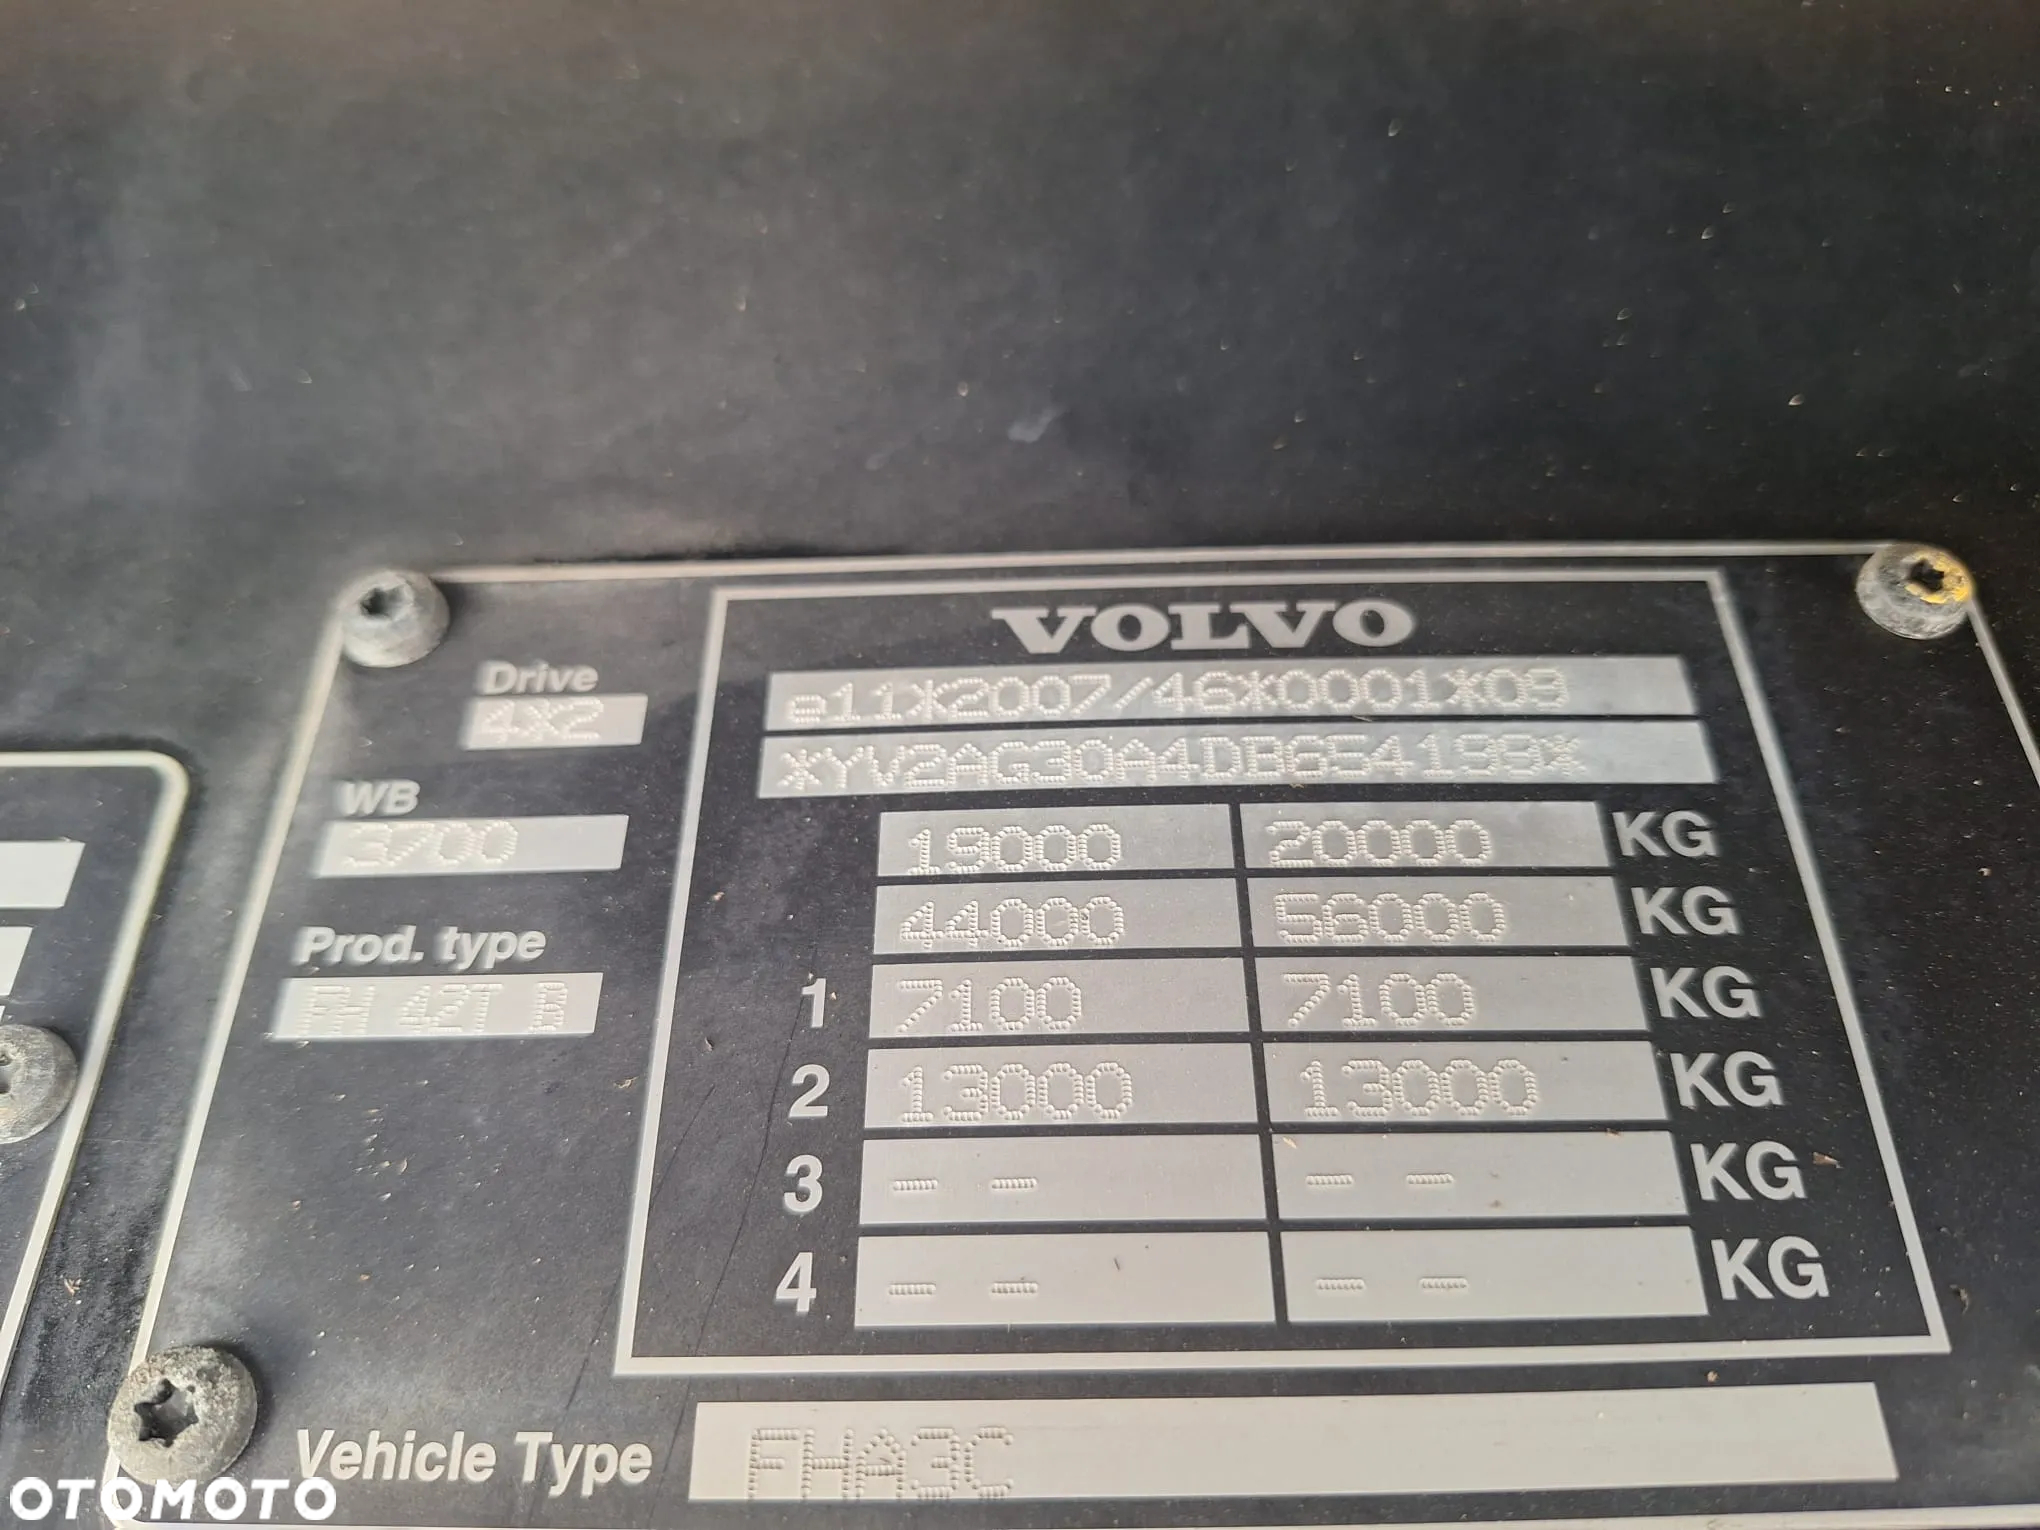 VOLVO
Drive
4X2
e11*2007/46*0001*09
*YV2AG30A4DB654199*
WB
3700
19000 20000 KG
44000 56000 KG
Prod. type
FH 42T B
1 7100 7100 KG
2 13000 13000 KG
3 - - - - KG
4 - - - - KG
Vehicle Type FHA3C
OTOMOTO